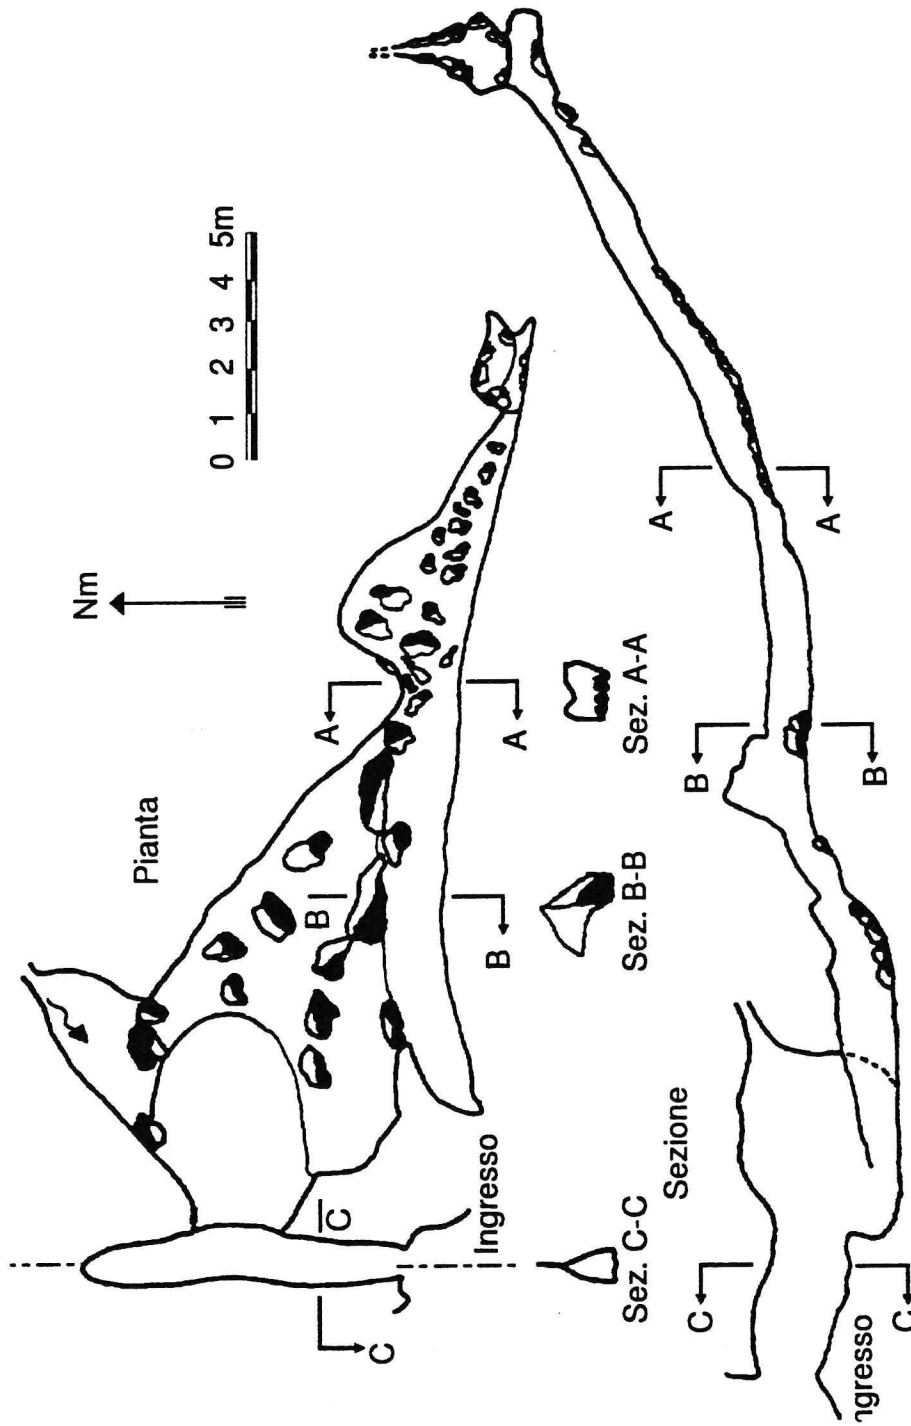 0 1 2 3 4 5m
Nm
Pianta
A
A
B
B
C
C
Ingresso
Sez. A-A
Sez. B-B
Sez. C-C
Sezione
A
A
B
B
C
C
ngresso